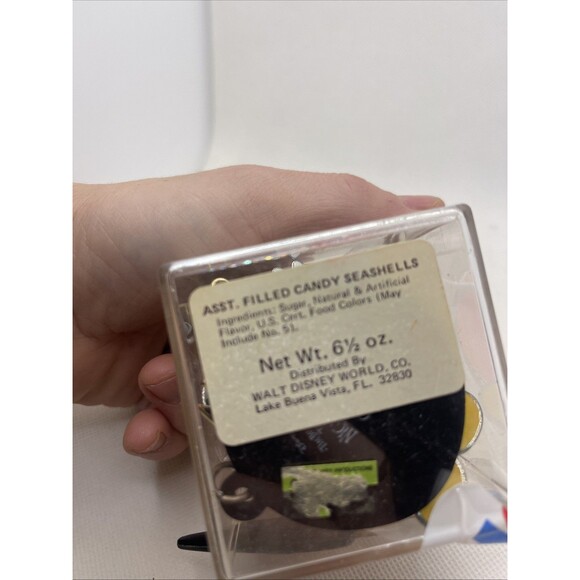 ASST. FILLED CANDY SEASHELLS
Ingredients: Sugar, Natural & Artificial
Flavor, U.S. Cert. Food Colors (May
Include No. 5).
Net Wt. 6½ oz.
Distributed By
WALT DISNEY WORLD. CO.
Lake Buena Vista, FL. 32830